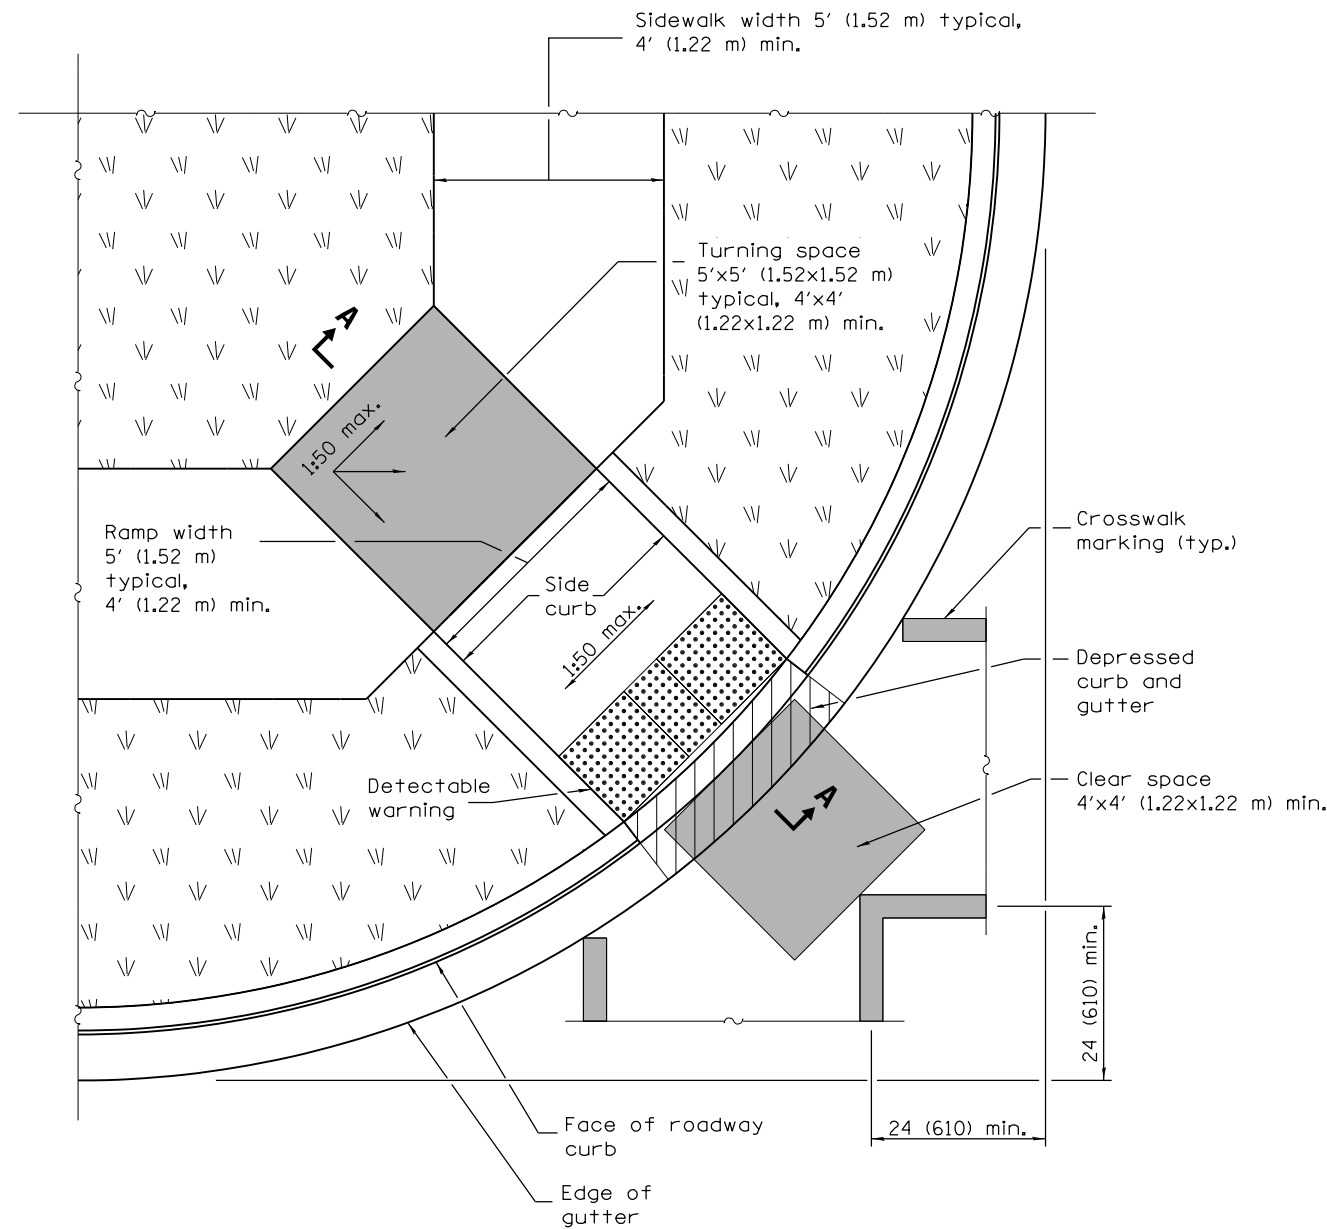 Sidewalk width 5' (1.52 m) typical,
4' (1.22 m) min.
Turning space
5'x5' (1.52x1.52 m)
typical, 4'x4'
(1.22x1.22 m) min.
A
1:50 max.
Ramp width
5' (1.52 m)
typical,
4' (1.22 m) min.
Side
curb
1:50 max.
Crosswalk
marking (typ.)
Depressed
curb and
gutter
Detectable
warning
Clear space
4'x4' (1.22x1.22 m) min.
A
24 (610) min.
24 (610) min.
Face of roadway
curb
Edge of
gutter